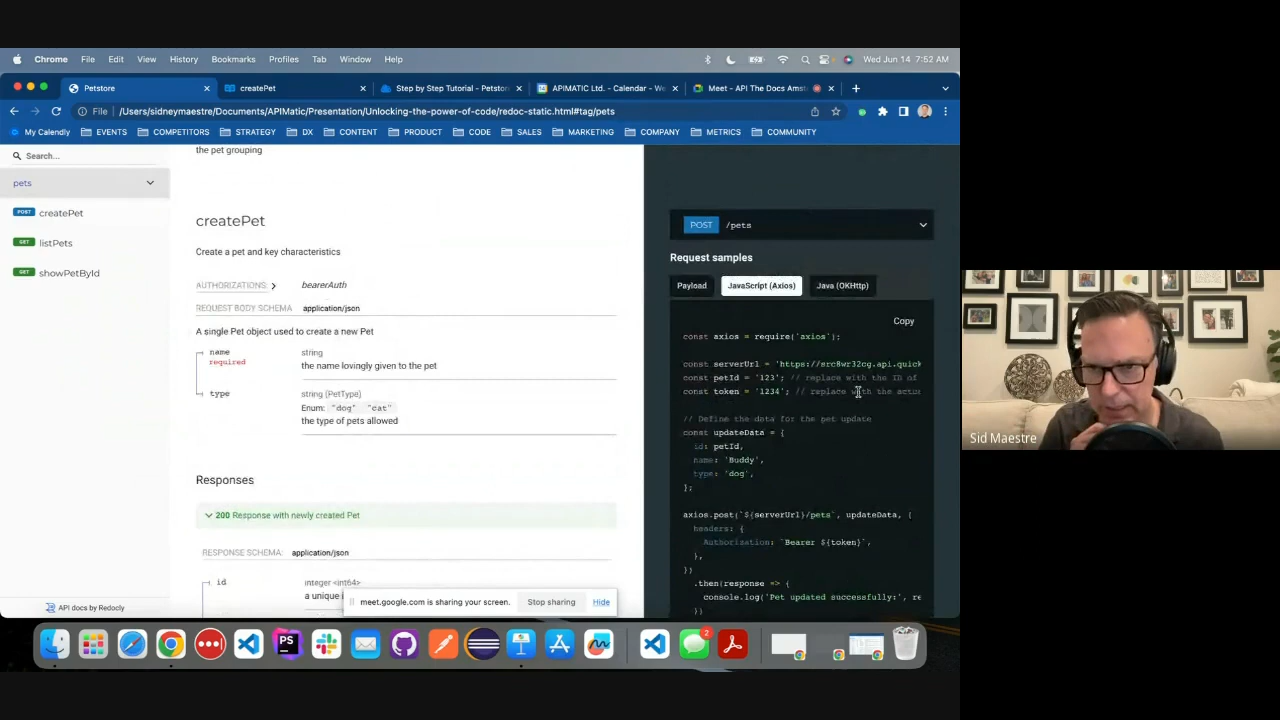 Chrome File Edit View History Bookmarks Profiles Tab Window Help Wed Jun 14 7:52 AM
Petstore createPet Step by Step Tutorial - Petstor APIMATIC Ltd. - Calendar - We Meet - API The Docs Amst
File /Users/sidneymaestre/Documents/APIMatic/Presentation/Unlocking-the-power-of-code/redoc-static.html#tag/pets
My Calendly EVENTS COMPETITORS STRATEGY DX CONTENT PRODUCT CODE SALES MARKETING COMPANY METRICS COMMUNITY
Search...
pets
POST createPet
GET listPets
GET showPetById
API docs by Redocly
the pet grouping
createPet
Create a pet and key characteristics
AUTHORIZATIONS: bearerAuth
REQUEST BODY SCHEMA: application/json
A single Pet object used to create a new Pet
name string
required the name lovingly given to the pet
type string (PetType)
Enum: "dog" "cat"
the type of pets allowed
Responses
200 Response with newly created Pet
RESPONSE SCHEMA: application/json
id integer <int64>
a unique i
POST /pets
Request samples
Payload JavaScript (Axios) Java (OKHttp)
Copy
const axios = require('axios');
const serverUrl = 'https://src8wr32cg.api.quick
const petId = '123'; // replace with the ID of
const token = '1234'; // replace with the actu
// Define the data for the pet update
const updateData = {
id: petId,
name: 'Buddy',
type: 'dog',
};
axios.post(`${serverUrl}/pets`, updateData, {
headers: {
Authorization: `Bearer ${token}`,
},
})
.then(response => {
console.log('Pet updated successfully:', re
})
meet.google.com is sharing your screen. Stop sharing Hide
PS
2
Sid Maestre